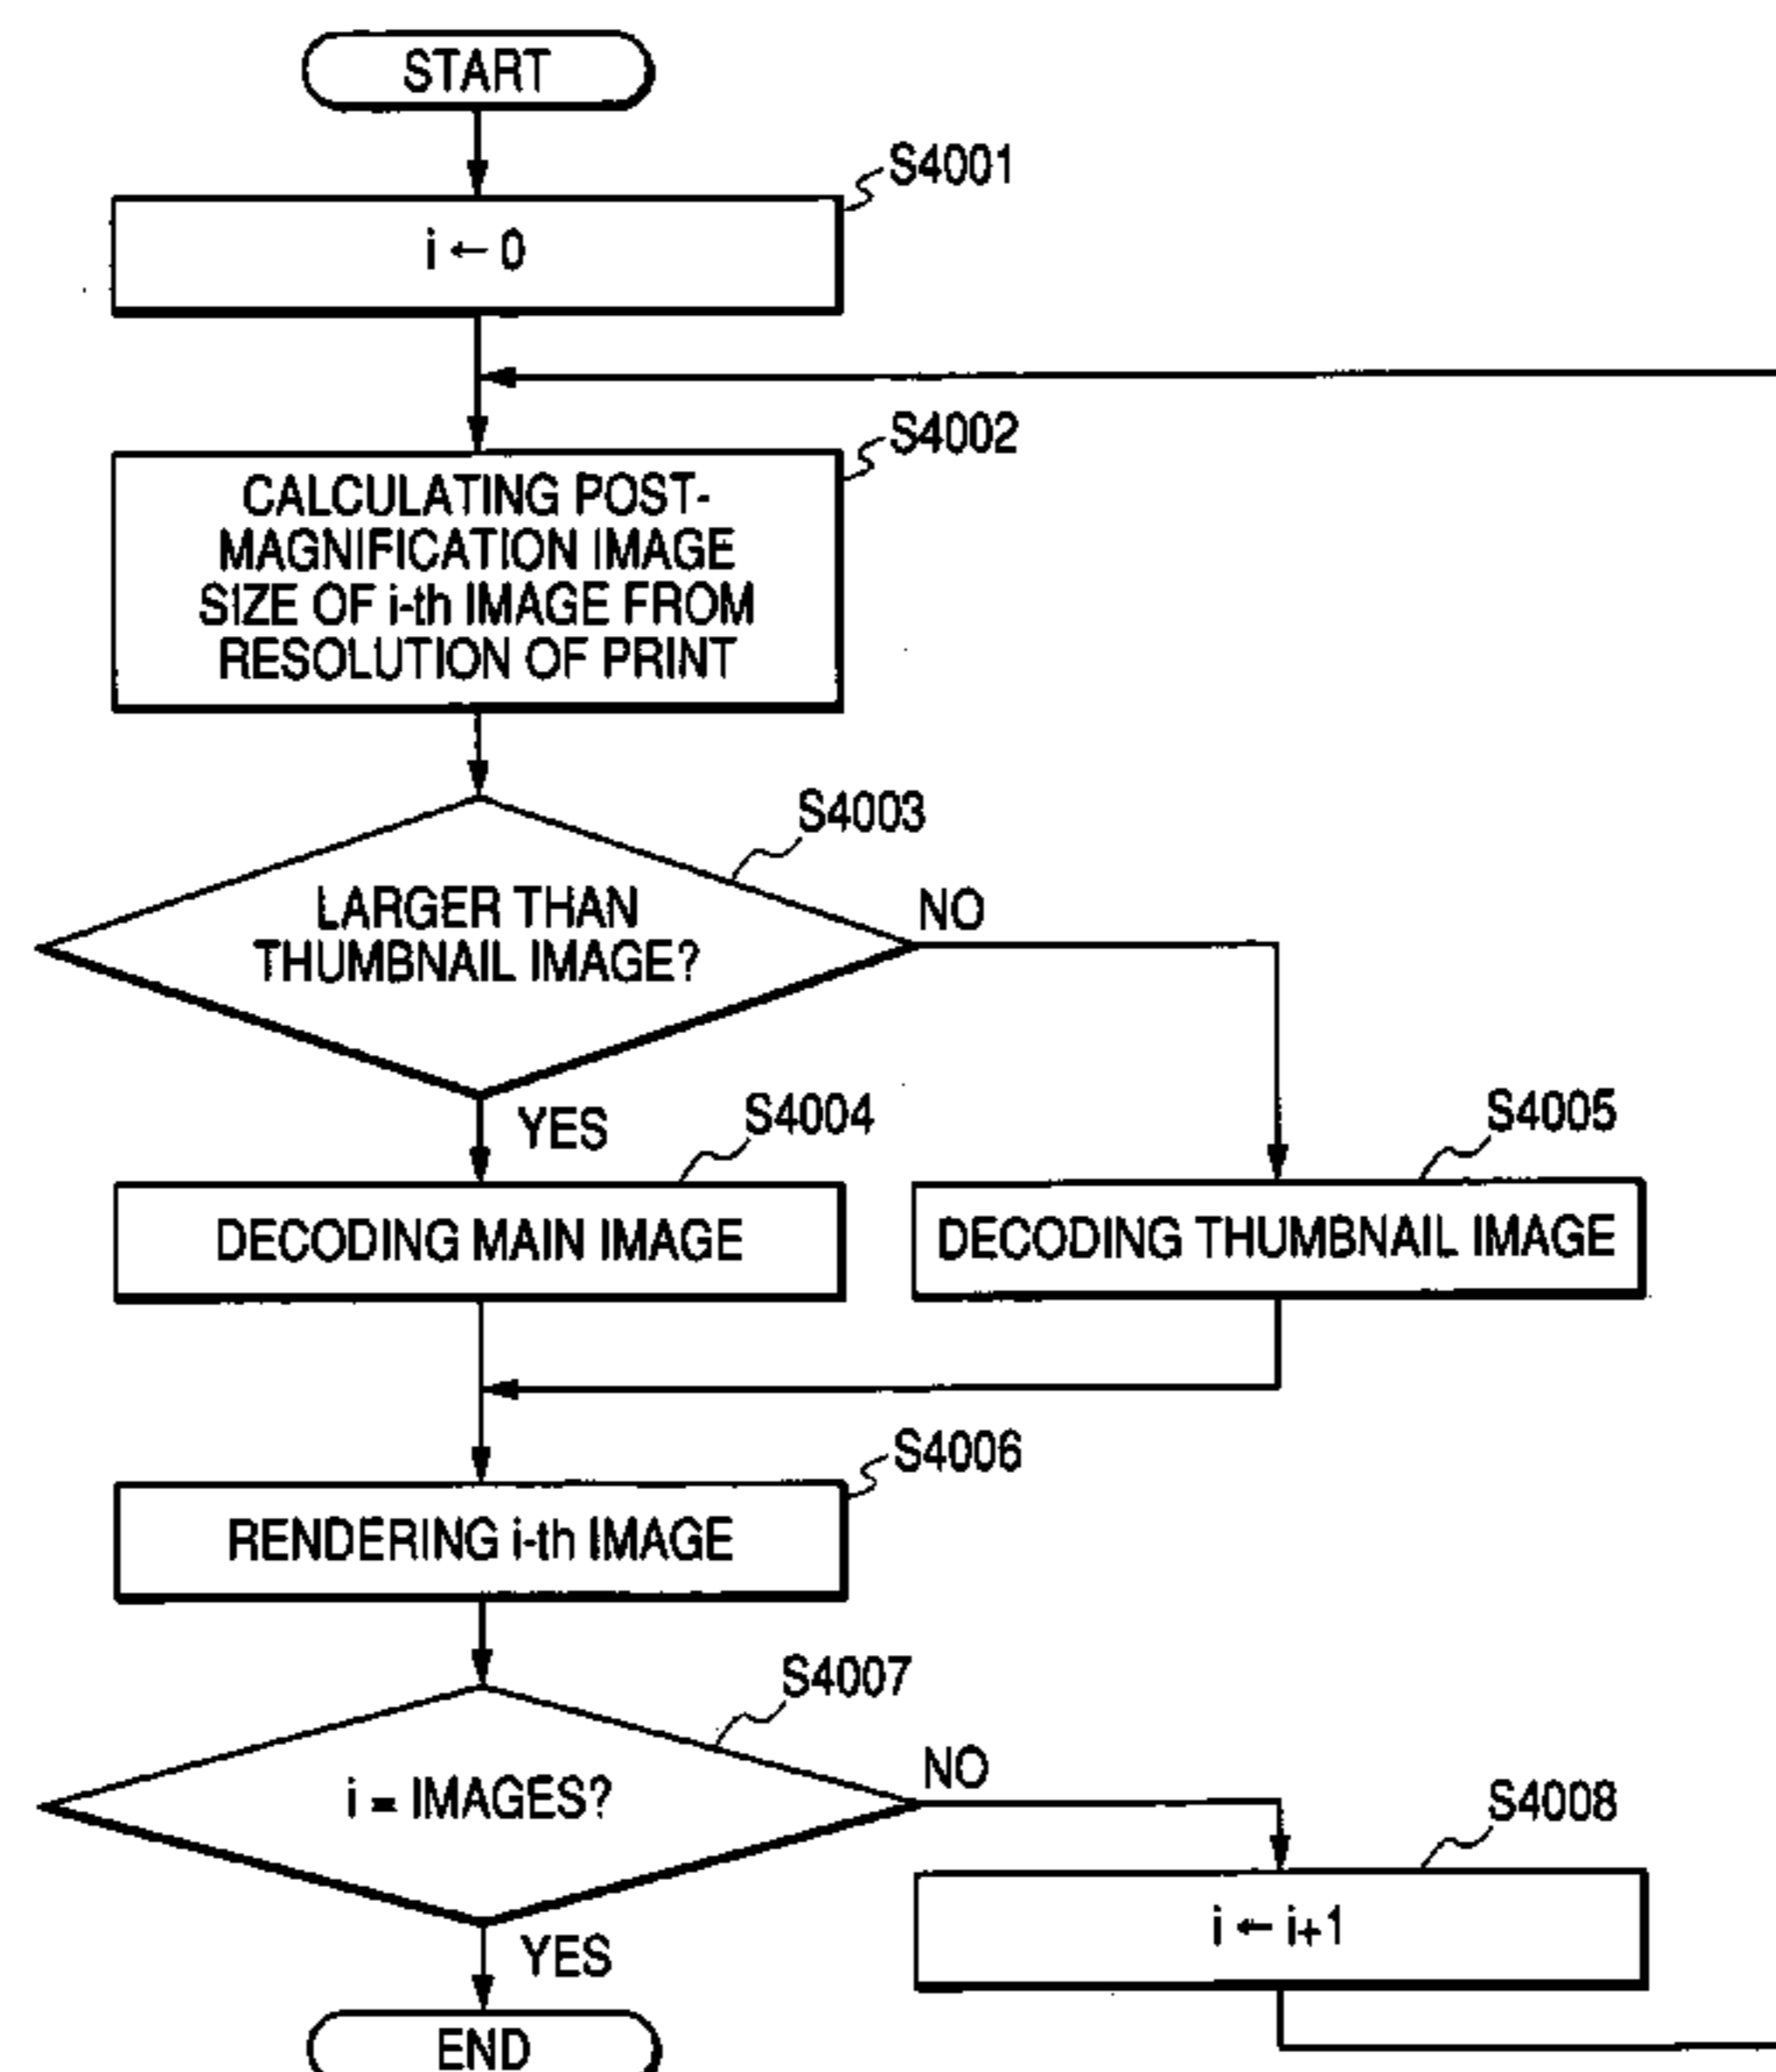 START
S4001
i ← 0
S4002
CALCULATING POST-
MAGNIFICATION IMAGE
SIZE OF i-th IMAGE FROM
RESOLUTION OF PRINT
S4003
LARGER THAN
THUMBNAIL IMAGE?
NO
YES
S4004
DECODING MAIN IMAGE
S4005
DECODING THUMBNAIL IMAGE
S4006
RENDERING i-th IMAGE
S4007
i = IMAGES?
NO
S4008
i ← i+1
YES
END